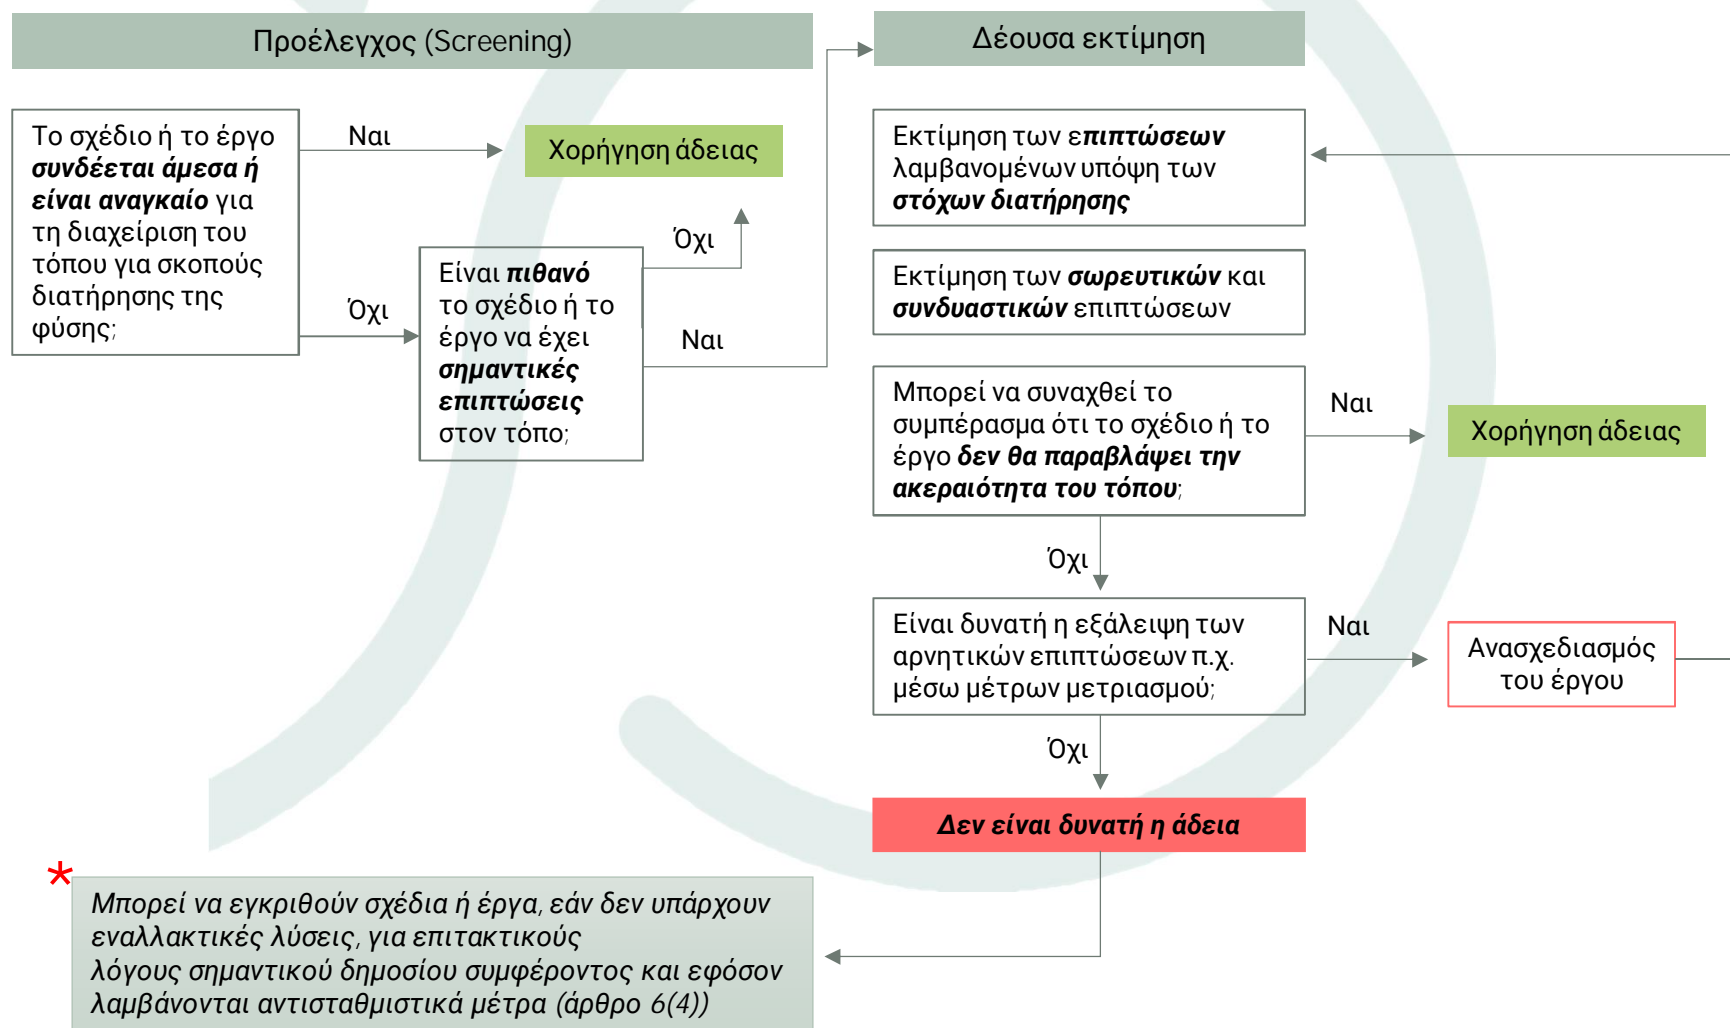 Προέλεγχος (Screening)
Το σχέδιο ή το έργο
συνδέεται άμεσα ή
είναι αναγκαίο για
τη διαχείριση του
τόπου για σκοπούς
διατήρησης της
φύσης;
Ναι
Χορήγηση άδειας
Όχι
Είναι πιθανό
το σχέδιο ή το
έργο να έχει
σημαντικές
επιπτώσεις
στον τόπο;
Όχι
Ναι
Δέουσα εκτίμηση
Εκτίμηση των επιπτώσεων
λαμβανομένων υπόψη των
στόχων διατήρησης
Εκτίμηση των σωρευτικών και
συνδυαστικών επιπτώσεων
Μπορεί να συναχθεί το
συμπέρασμα ότι το σχέδιο ή το
έργο δεν θα παραβλάψει την
ακεραιότητα του τόπου;
Ναι
Χορήγηση άδειας
Όχι
Είναι δυνατή η εξάλειψη των
αρνητικών επιπτώσεων π.χ.
μέσω μέτρων μετριασμού;
Ναι
Ανασχεδιασμός
του έργου
Όχι
Δεν είναι δυνατή η άδεια
*
Μπορεί να εγκριθούν σχέδια ή έργα, εάν δεν υπάρχουν
εναλλακτικές λύσεις, για επιτακτικούς
λόγους σημαντικού δημοσίου συμφέροντος και εφόσον
λαμβάνονται αντισταθμιστικά μέτρα (άρθρο 6(4))